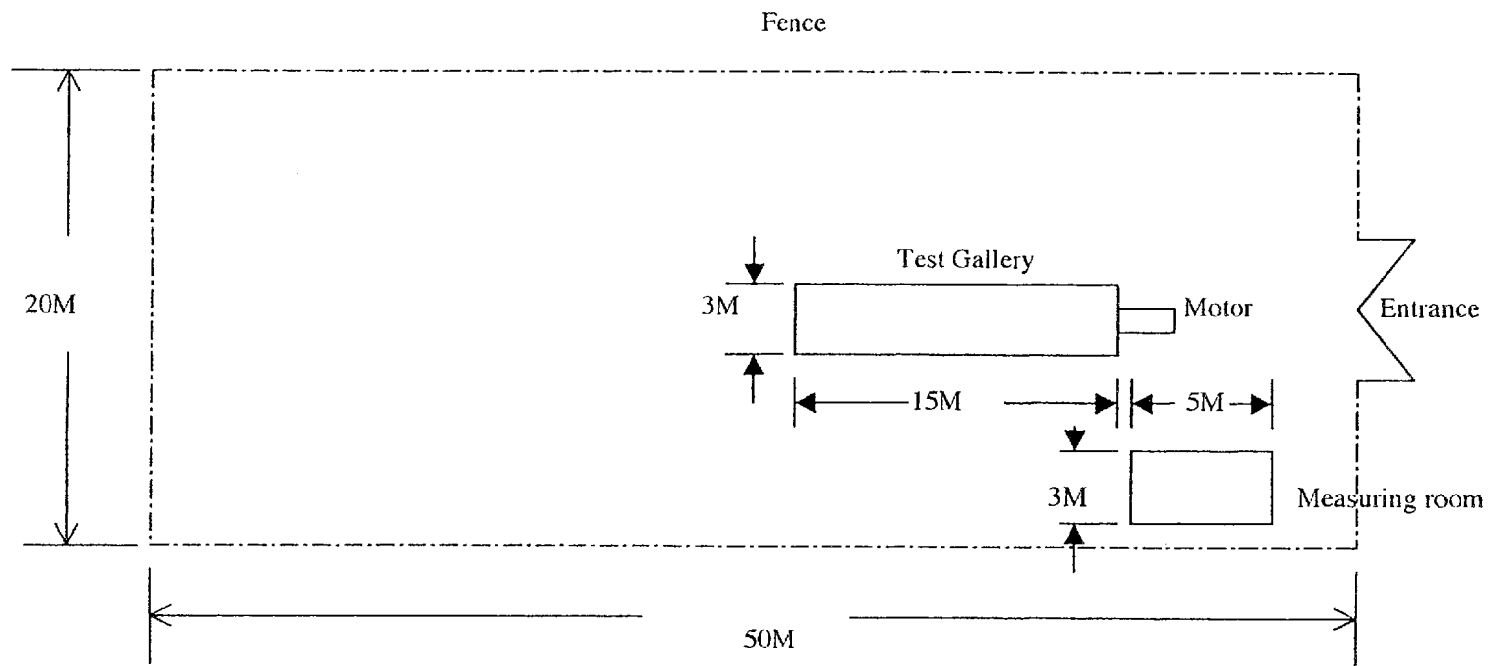 Fence
Test Gallery
20M
3M
Motor
Entrance
15M
5M
3M
Measuring room
50M